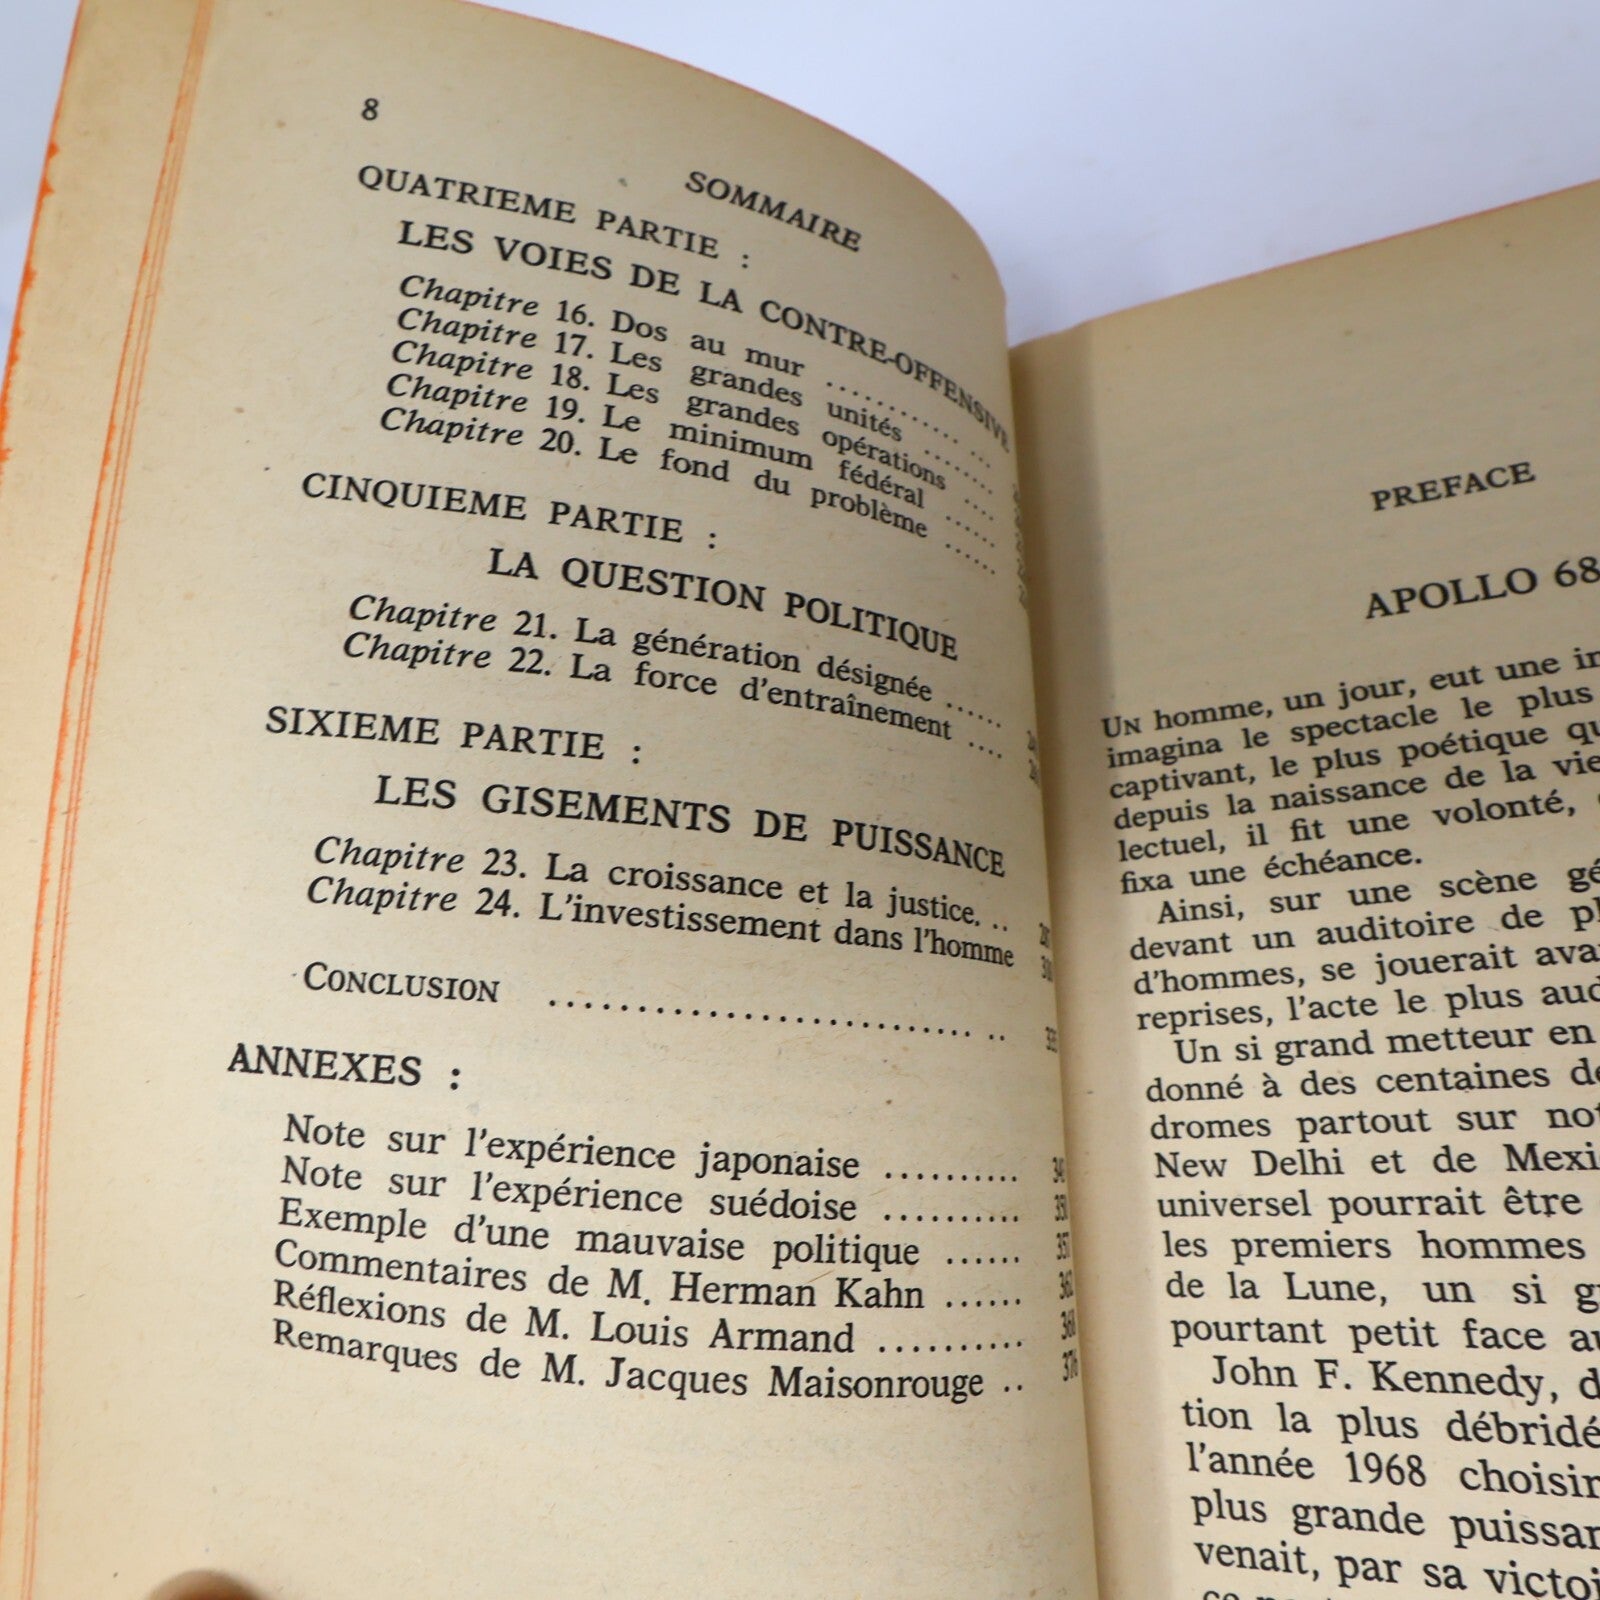 8
SOMMAIRE
QUATRIEME PARTIE :
LES VOIES DE LA CONTRE-OFFENSIVE
Chapitre 16. Dos au mur ............
Chapitre 17. Les grandes unités ........
Chapitre 18. Les grandes opérations ....
Chapitre 19. Le minimum fédéral ......
Chapitre 20. Le fond du problème ......
CINQUIEME PARTIE :
LA QUESTION POLITIQUE
Chapitre 21. La génération désignée ......
Chapitre 22. La force d'entraînement ....
SIXIEME PARTIE :
LES GISEMENTS DE PUISSANCE
Chapitre 23. La croissance et la justice. ..
Chapitre 24. L'investissement dans l'homme
CONCLUSION ..........................
ANNEXES :
Note sur l'expérience japonaise ..........
Note sur l'expérience suédoise ..........
Exemple d'une mauvaise politique ...... 357
Commentaires de M. Herman Kahn ...... 362
Réflexions de M. Louis Armand .......... 368
Remarques de M. Jacques Maisonrouge .. 376
PREFACE
APOLLO 68
UN homme, un jour, eut une
imagina le spectacle le plus
captivant, le plus poétique
depuis la naissance de la vie
lectuel, il fit une volonté,
fixa une échéance.
Ainsi, sur une scène
devant un auditoire de
d'hommes, se jouerait
reprises, l'acte le plus
Un si grand metteur en
donné à des centaines
dromes partout sur
New Delhi et de
universel pourrait être
les premiers hommes
de la Lune, un si
pourtant petit face
John F. Kennedy,
tion la plus
l'année 1968
plus grande
venait, par sa